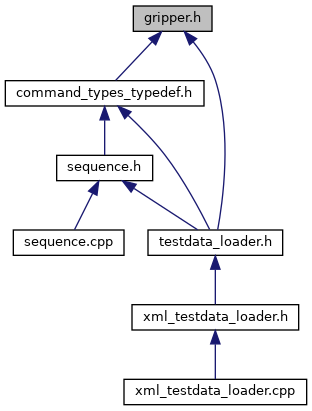 gripper.h
command_types_typedef.h
sequence.h
sequence.cpp
testdata_loader.h
xml_testdata_loader.h
xml_testdata_loader.cpp